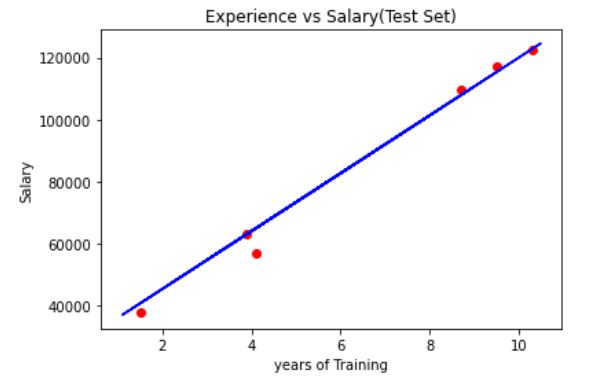 Experience vs Salary(Test Set)
120000
100000
80000
60000
40000
Salary
2 4 6 8 10
years of Training